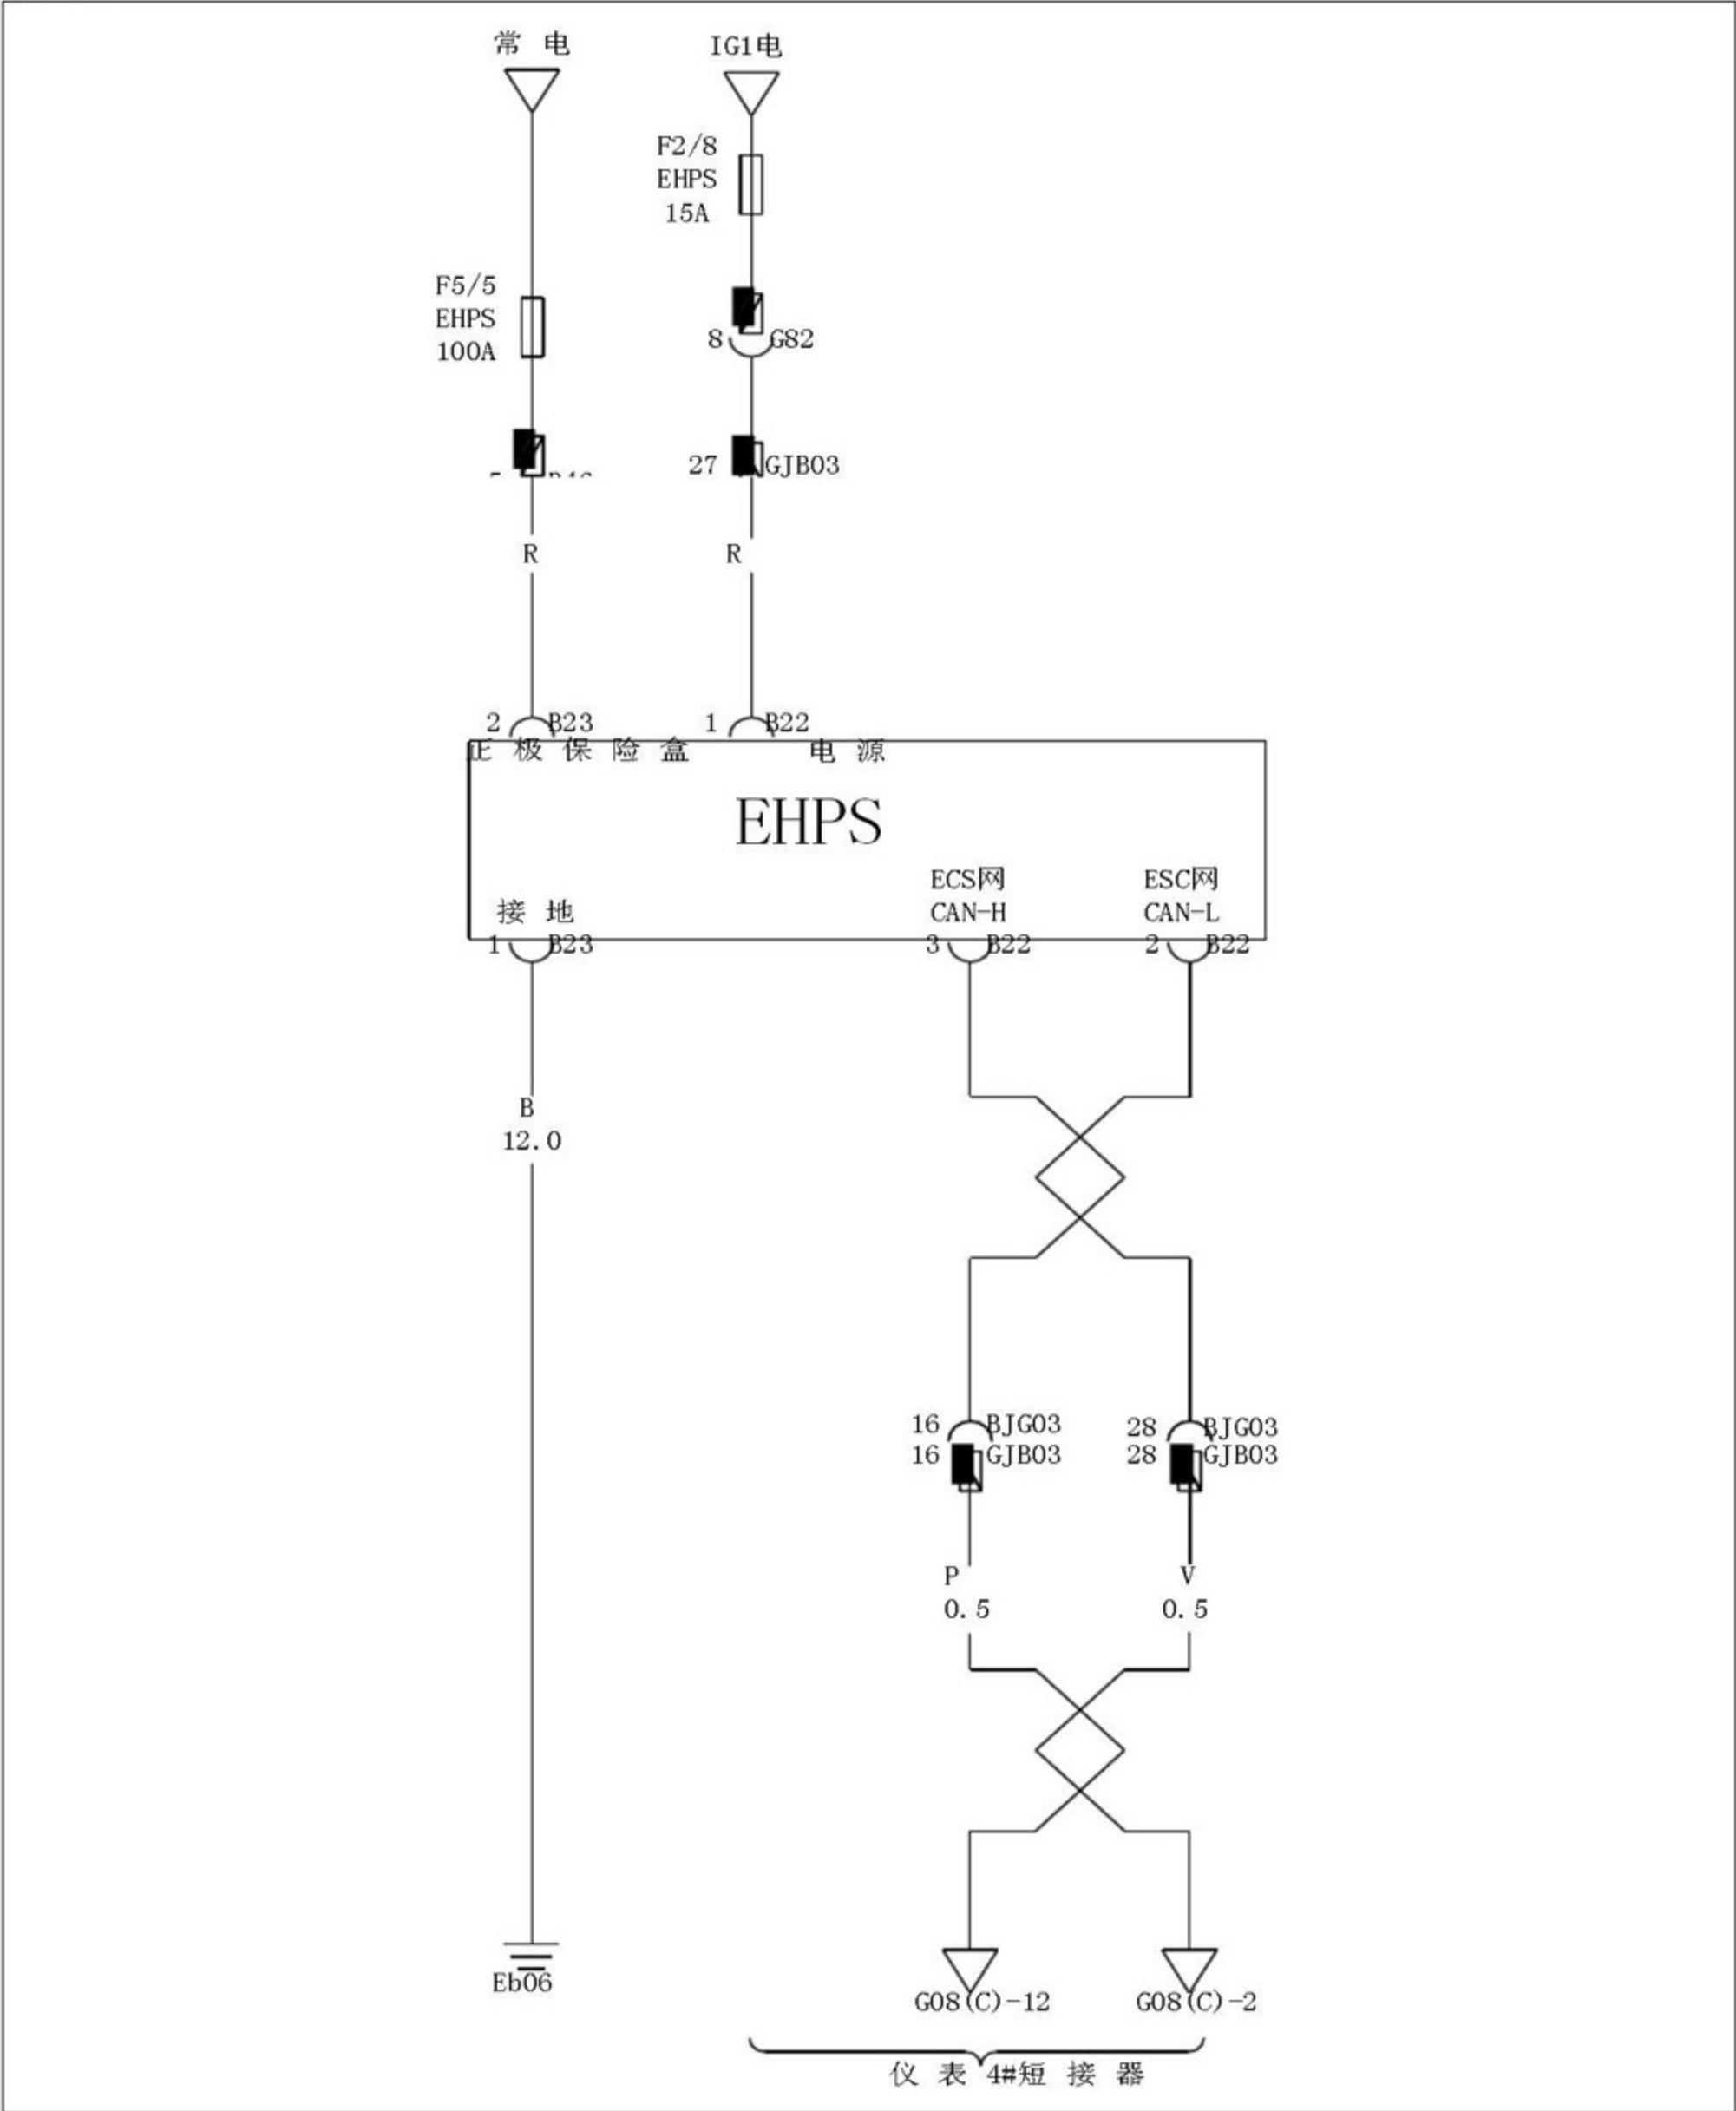 常 电
IG1电
F2/8
EHPS
15A
F5/5
EHPS
100A
8 G82
27 GJB03
R
R
2 B23
1 B22
正 极 保 险 盒
电 源
EHPS
ECS网
CAN-H
ESC网
CAN-L
接 地
1 B23
3 B22
2 B22
B
12.0
16 BJG03
16 GJB03
28 BJG03
28 GJB03
P
0.5
V
0.5
Eb06
G08(C)-12
G08(C)-2
仪 表 4#短 接 器